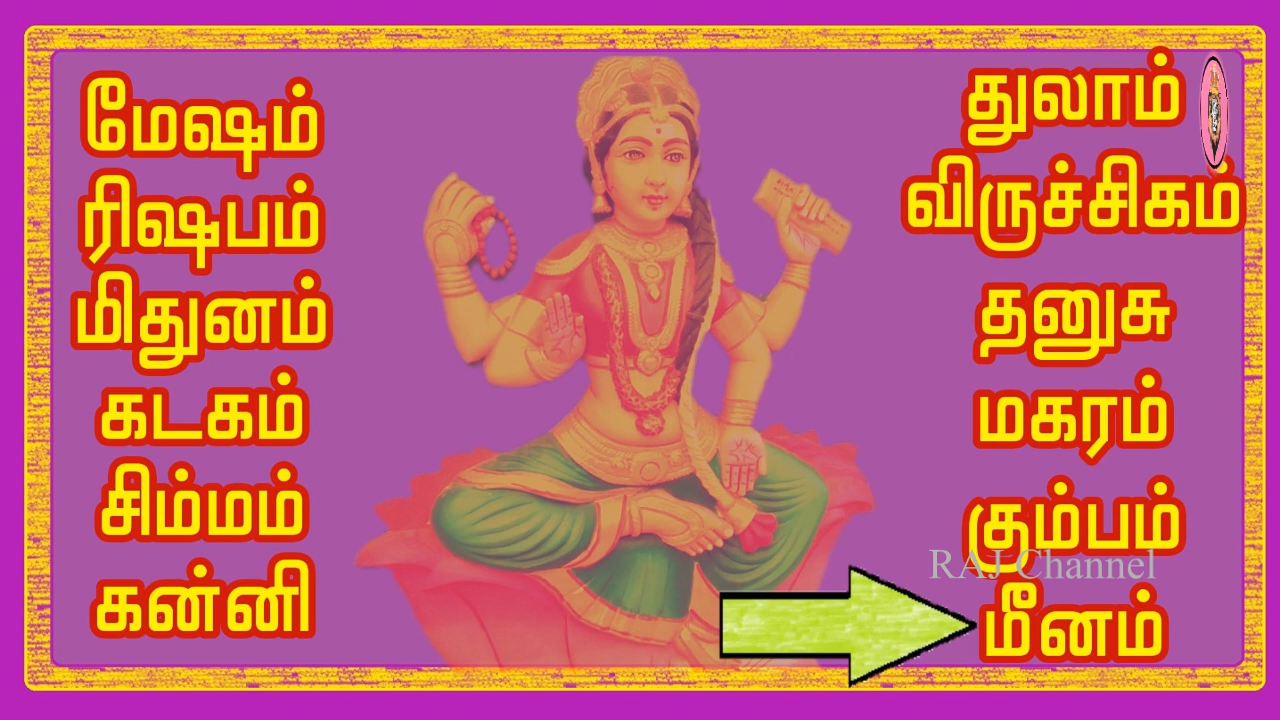 மேஷம்
ரிஷபம்
மிதுனம்
கடகம்
சிம்மம்
கன்னி
துலாம்
விருச்சிகம்
தனுசு
மகரம்
கும்பம்
RAJ Channel
மீனம்